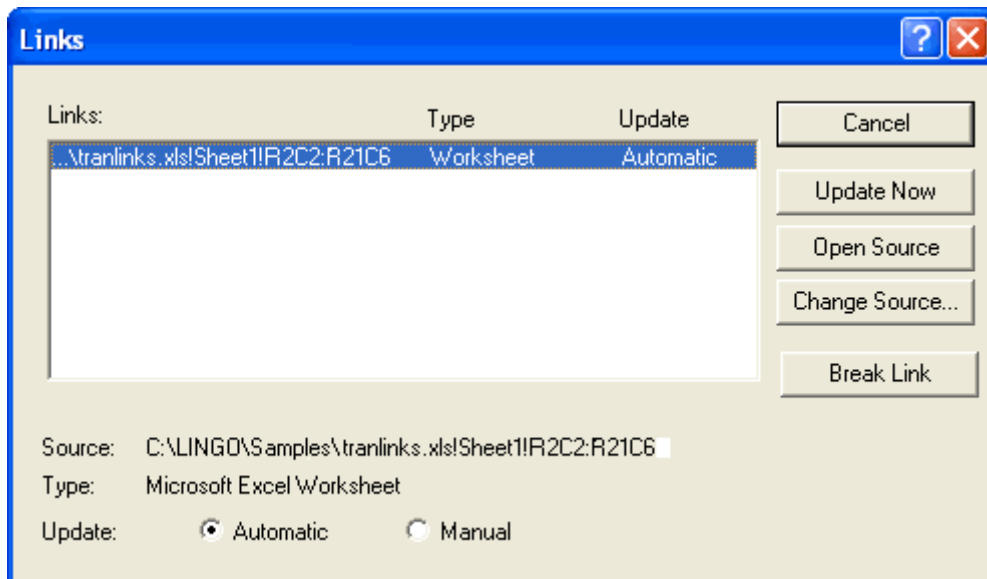 Links
Links: Type Update
...\tranlinks.xls!Sheet1!R2C2:R21C6 Worksheet Automatic
Cancel
Update Now
Open Source
Change Source...
Break Link
Source: C:\LINGO\Samples\tranlinks.xls!Sheet1!R2C2:R21C6
Type: Microsoft Excel Worksheet
Update: Automatic Manual